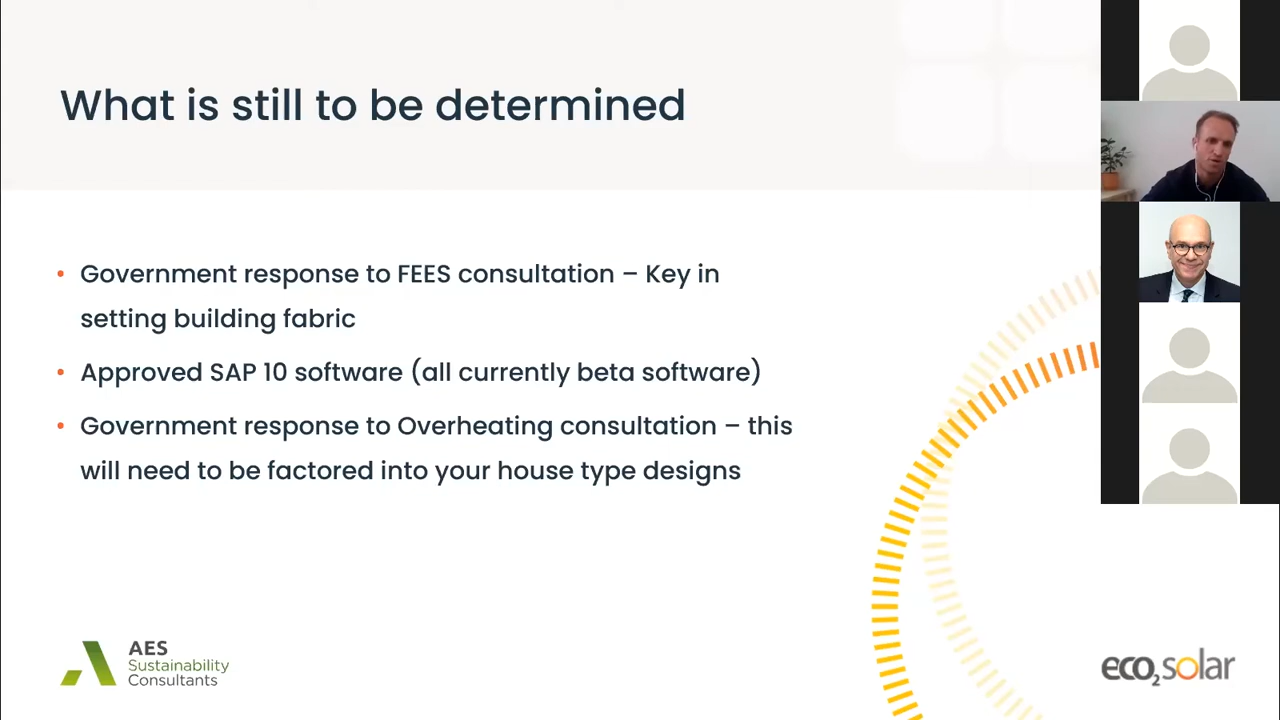 What is still to be determined
• Government response to FEES consultation – Key in
setting building fabric
• Approved SAP 10 software (all currently beta software)
• Government response to Overheating consultation – this
will need to be factored into your house type designs
AES
Sustainability
Consultants
eco2solar